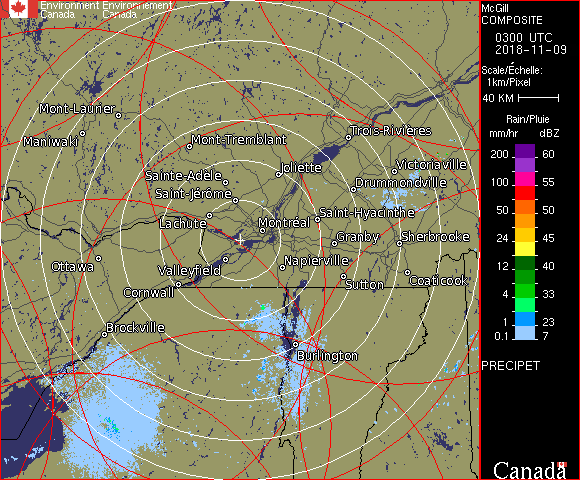 Environment Environnement
Canada Canada
Mont-Laurier
Maniwaki
Mont-Tremblant
Trois-Rivières
Sainte-Adèle
Joliette
Victoriaville
Saint-Jérôme
Drummondville
Lachute
Montréal
Saint-Hyacinthe
Granby
Sherbrooke
Ottawa
Valleyfield
Napierville
Cornwall
Sutton
Coaticook
Brockville
Burlington
McGill
COMPOSITE
0300 UTC
2018-11-09
Scale/Échelle:
1km/Pixel
40 KM
Rain/Pluie
mm/hr dBZ
200 60
100 55
50 50
24 45
12 40
4 33
1 23
0.1 7
PRECIPET
Canada